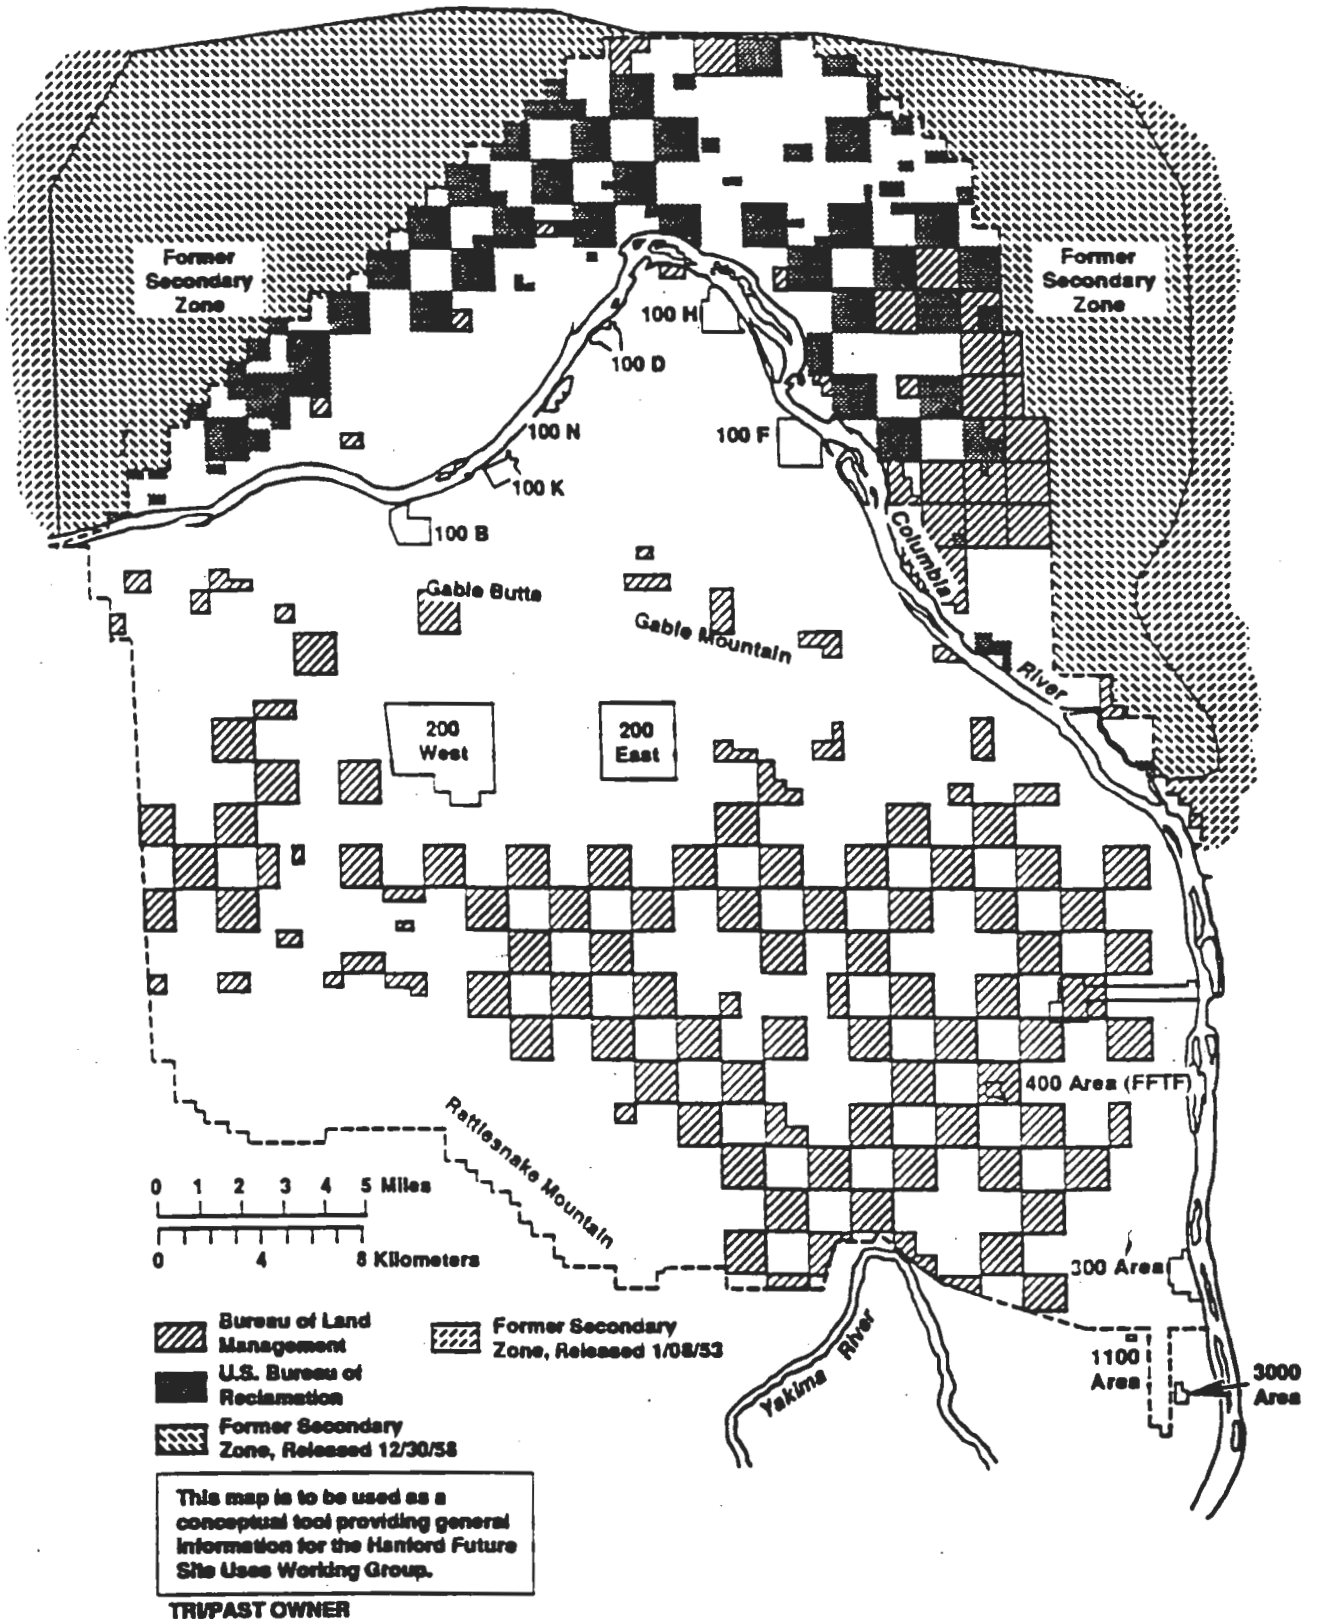 Former
Secondary
Zone
Former
Secondary
Zone
100 H
100 D
100 N
100 F
100 K
100 B
Columbia
Gable Butte
Gable Mountain
River
200
West
200
East
400 Area (FFTF)
Rattlesnake Mountain
0 1 2 3 4 5 Miles
0 4 8 Kilometers
300 Area
Yakima River
1100
Area
3000
Area
Bureau of Land
Management
U.S. Bureau of
Reclamation
Former Secondary
Zone, Released 12/30/58
Former Secondary
Zone, Released 1/08/53
This map is to be used as a
conceptual tool providing general
information for the Hanford Future
Site Uses Working Group.
TRI/PAST OWNER